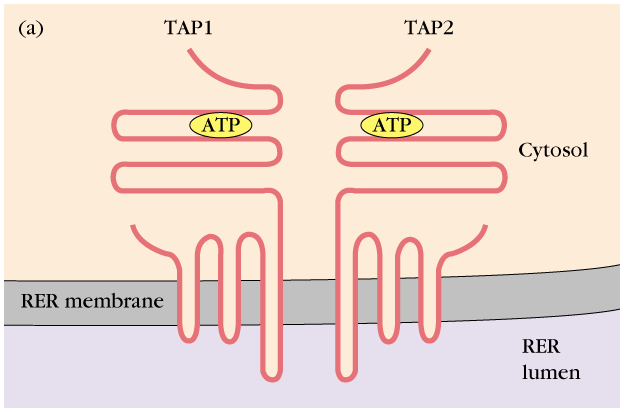 (a)
TAP1
TAP2
ATP
ATP
Cytosol
RER membrane
RER
lumen